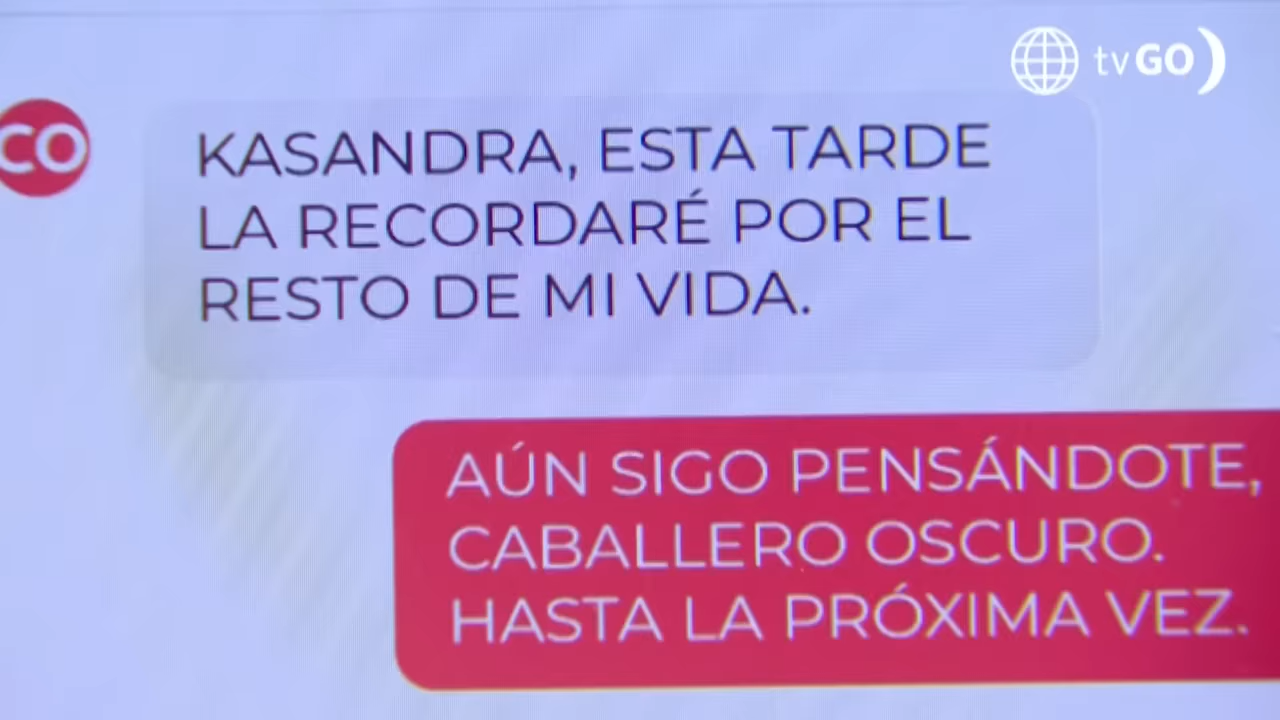 tvGO
CO
KASANDRA, ESTA TARDE
LA RECORDARÉ POR EL
RESTO DE MI VIDA.
AÚN SIGO PENSÁNDOTE,
CABALLERO OSCURO.
HASTA LA PRÓXIMA VEZ.